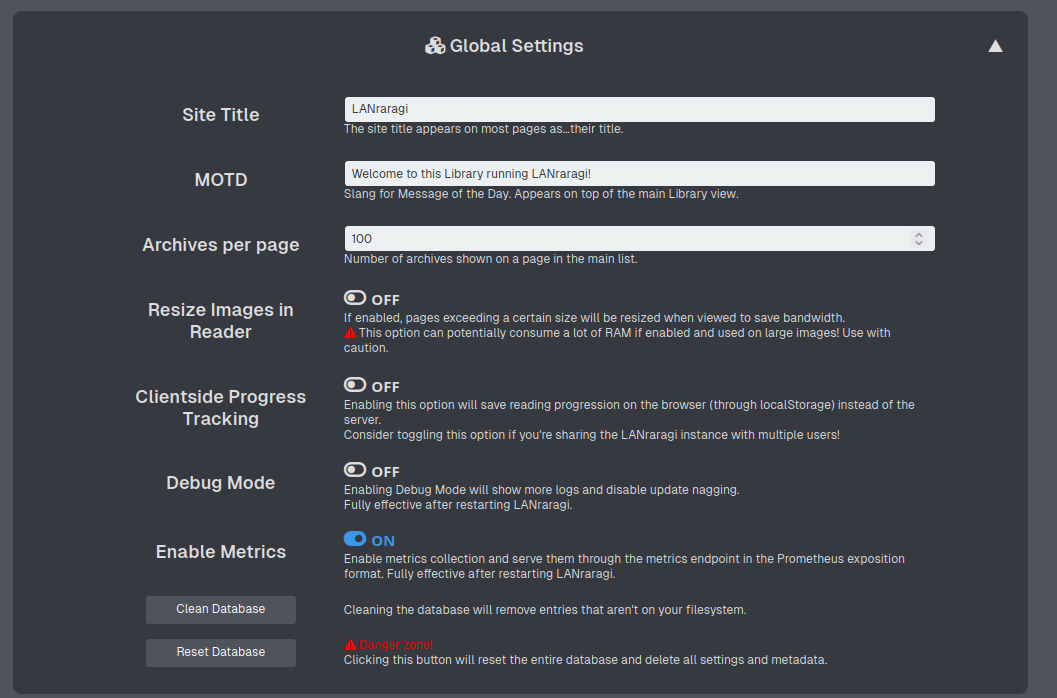 Global Settings
Site Title
LANraragi
The site title appears on most pages as...their title.
MOTD
Welcome to this Library running LANraragi!
Slang for Message of the Day. Appears on top of the main Library view.
Archives per page
100
Number of archives shown on a page in the main list.
Resize Images in
Reader
OFF
If enabled, pages exceeding a certain size will be resized when viewed to save bandwidth.
This option can potentially consume a lot of RAM if enabled and used on large images! Use with
caution.
Clientside Progress
Tracking
OFF
Enabling this option will save reading progression on the browser (through localStorage) instead of the
server.
Consider toggling this option if you're sharing the LANraragi instance with multiple users!
Debug Mode
OFF
Enabling Debug Mode will show more logs and disable update nagging.
Fully effective after restarting LANraragi.
Enable Metrics
ON
Enable metrics collection and serve them through the metrics endpoint in the Prometheus exposition
format. Fully effective after restarting LANraragi.
Clean Database
Cleaning the database will remove entries that aren't on your filesystem.
Reset Database
Danger zone!
Clicking this button will reset the entire database and delete all settings and metadata.